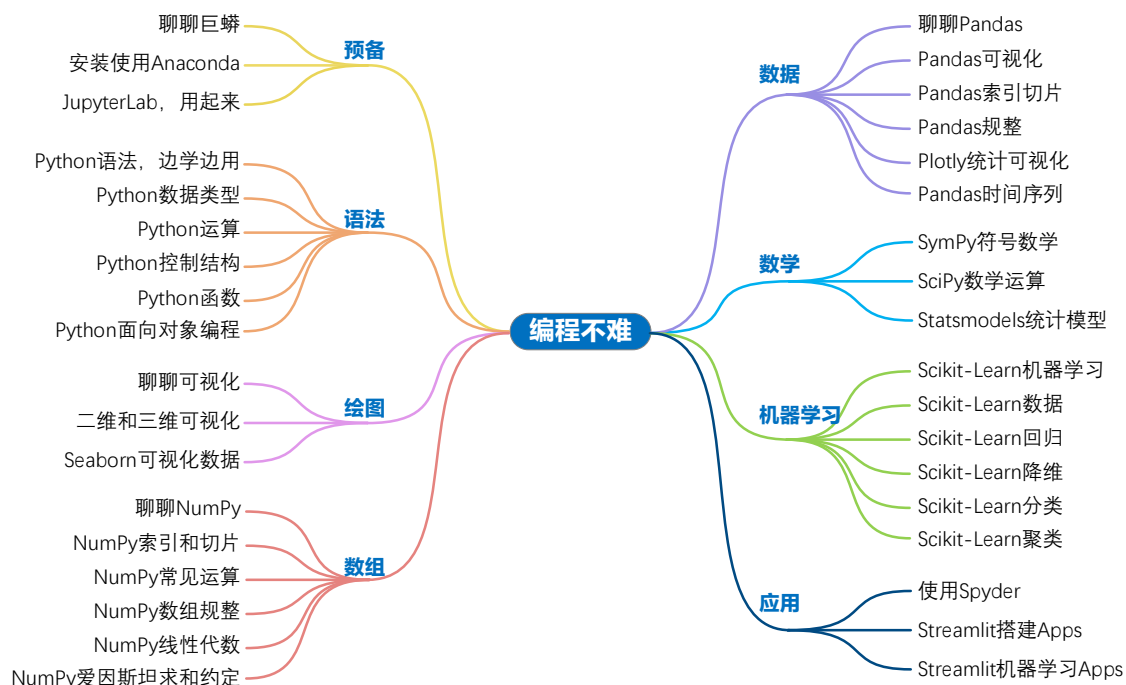 编程不难
预备
聊聊巨蟒
安装使用Anaconda
JupyterLab，用起来
语法
Python语法，边学边用
Python数据类型
Python运算
Python控制结构
Python函数
Python面向对象编程
绘图
聊聊可视化
二维和三维可视化
Seaborn可视化数据
数组
聊聊NumPy
NumPy索引和切片
NumPy常见运算
NumPy数组规整
NumPy线性代数
NumPy爱因斯坦求和约定
数据
聊聊Pandas
Pandas可视化
Pandas索引切片
Pandas规整
Plotly统计可视化
Pandas时间序列
数学
SymPy符号数学
SciPy数学运算
Statsmodels统计模型
机器学习
Scikit-Learn机器学习
Scikit-Learn数据
Scikit-Learn回归
Scikit-Learn降维
Scikit-Learn分类
Scikit-Learn聚类
应用
使用Spyder
Streamlit搭建Apps
Streamlit机器学习Apps